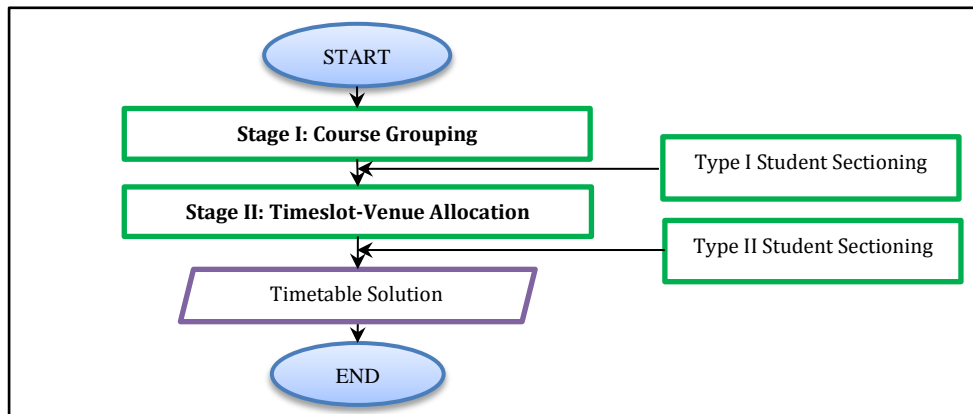 START
Stage I: Course Grouping
Type I Student Sectioning
Stage II: Timeslot-Venue Allocation
Type II Student Sectioning
Timetable Solution
END